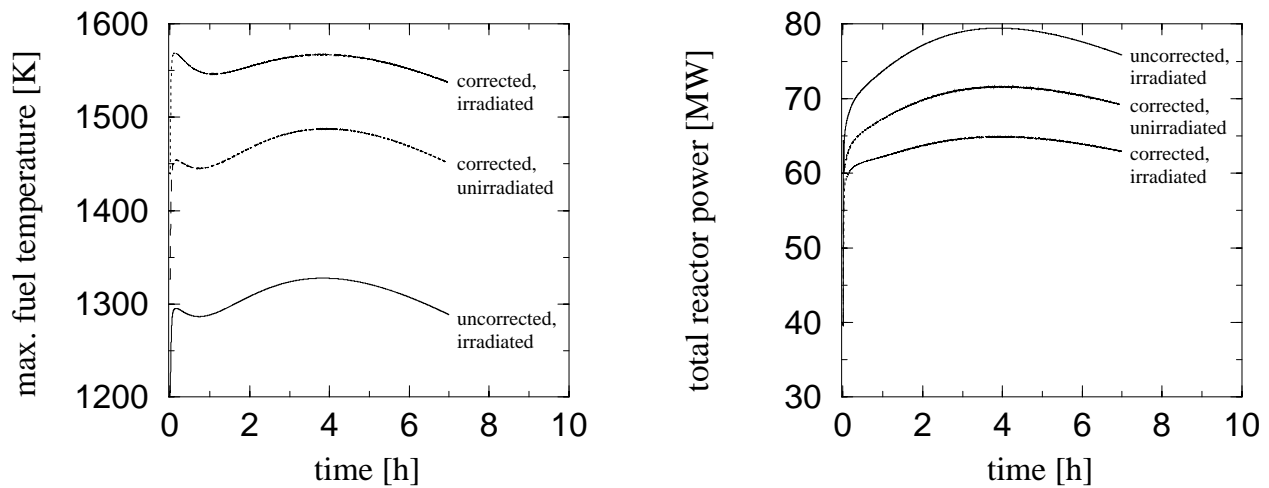 max. fuel temperature [K]
1600
1500
1400
1300
1200
corrected,
irradiated
corrected,
unirradiated
uncorrected,
irradiated
0 2 4 6 8 10
time [h]
total reactor power [MW]
80
70
60
50
40
30
uncorrected,
irradiated
corrected,
unirradiated
corrected,
irradiated
0 2 4 6 8 10
time [h]